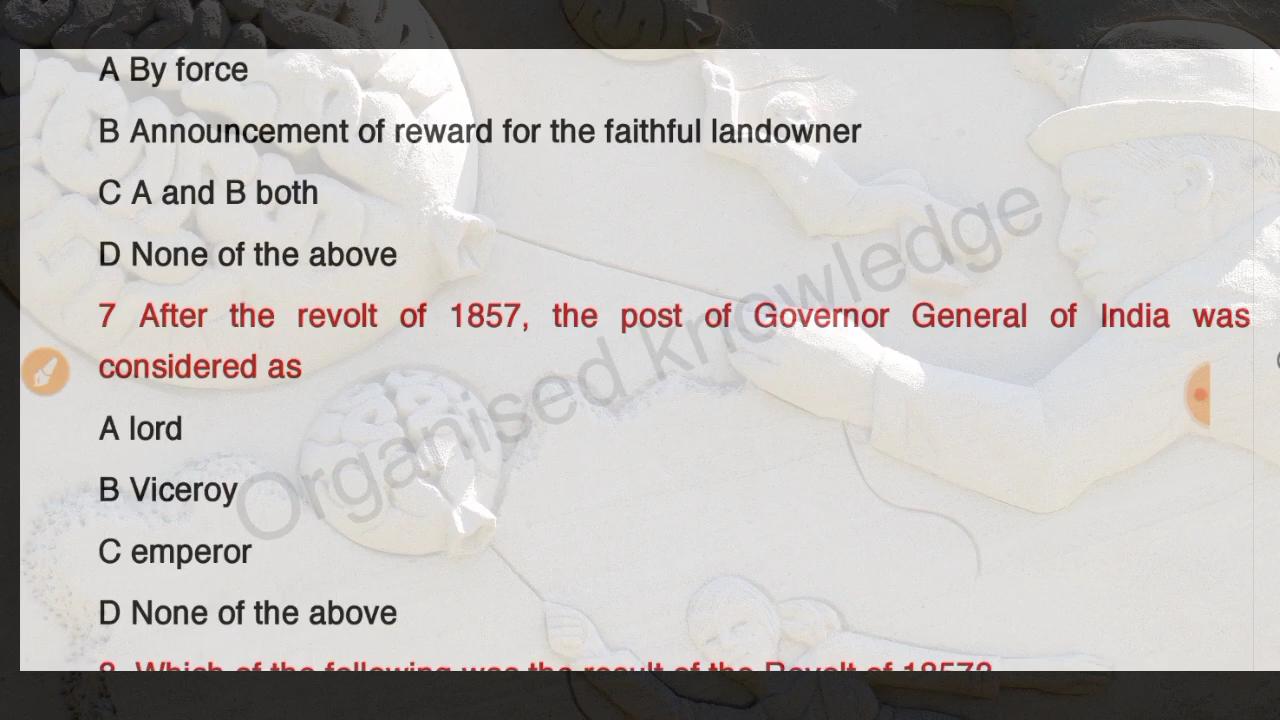 A By force
B Announcement of reward for the faithful landowner
C A and B both
D None of the above
7 After the revolt of 1857, the post of Governor General of India was
considered as
A lord
B Viceroy
C emperor
D None of the above
8 Which of the following was the result of the Revolt of 1857?
Organised knowledge